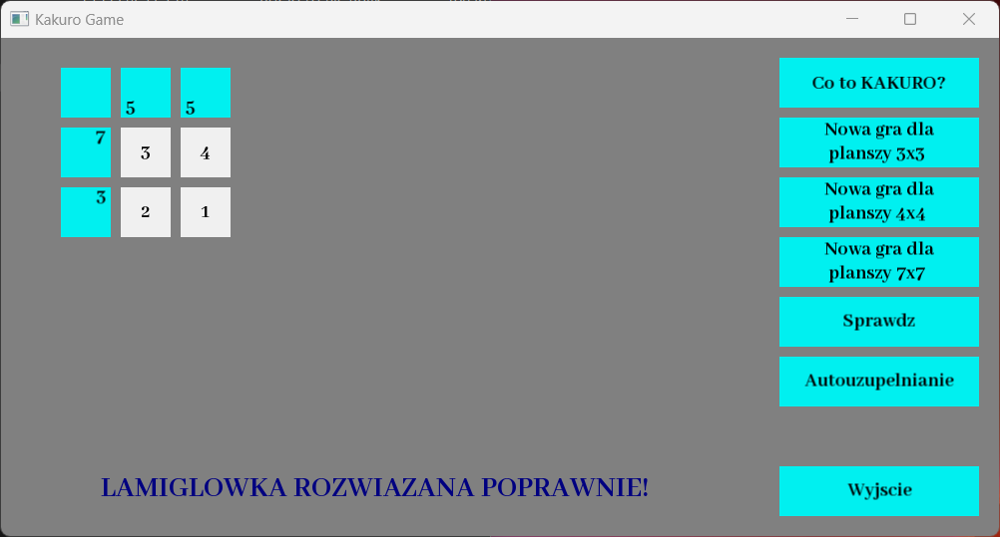 Kakuro Game
5 5
7 3 4
3 2 1
Co to KAKURO?
Nowa gra dla
planszy 3x3
Nowa gra dla
planszy 4x4
Nowa gra dla
planszy 7x7
Sprawdz
Autouzupelnianie
LAMIGLOWKA ROZWIAZANA POPRAWNIE!
Wyjscie